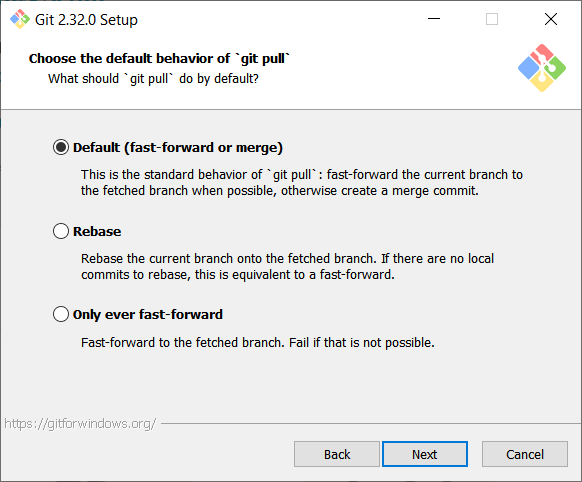 Git 2.32.0 Setup
Choose the default behavior of `git pull`
What should `git pull` do by default?
Default (fast-forward or merge)
This is the standard behavior of `git pull`: fast-forward the current branch to
the fetched branch when possible, otherwise create a merge commit.
Rebase
Rebase the current branch onto the fetched branch. If there are no local
commits to rebase, this is equivalent to a fast-forward.
Only ever fast-forward
Fast-forward to the fetched branch. Fail if that is not possible.
https://gitforwindows.org/
Back
Next
Cancel